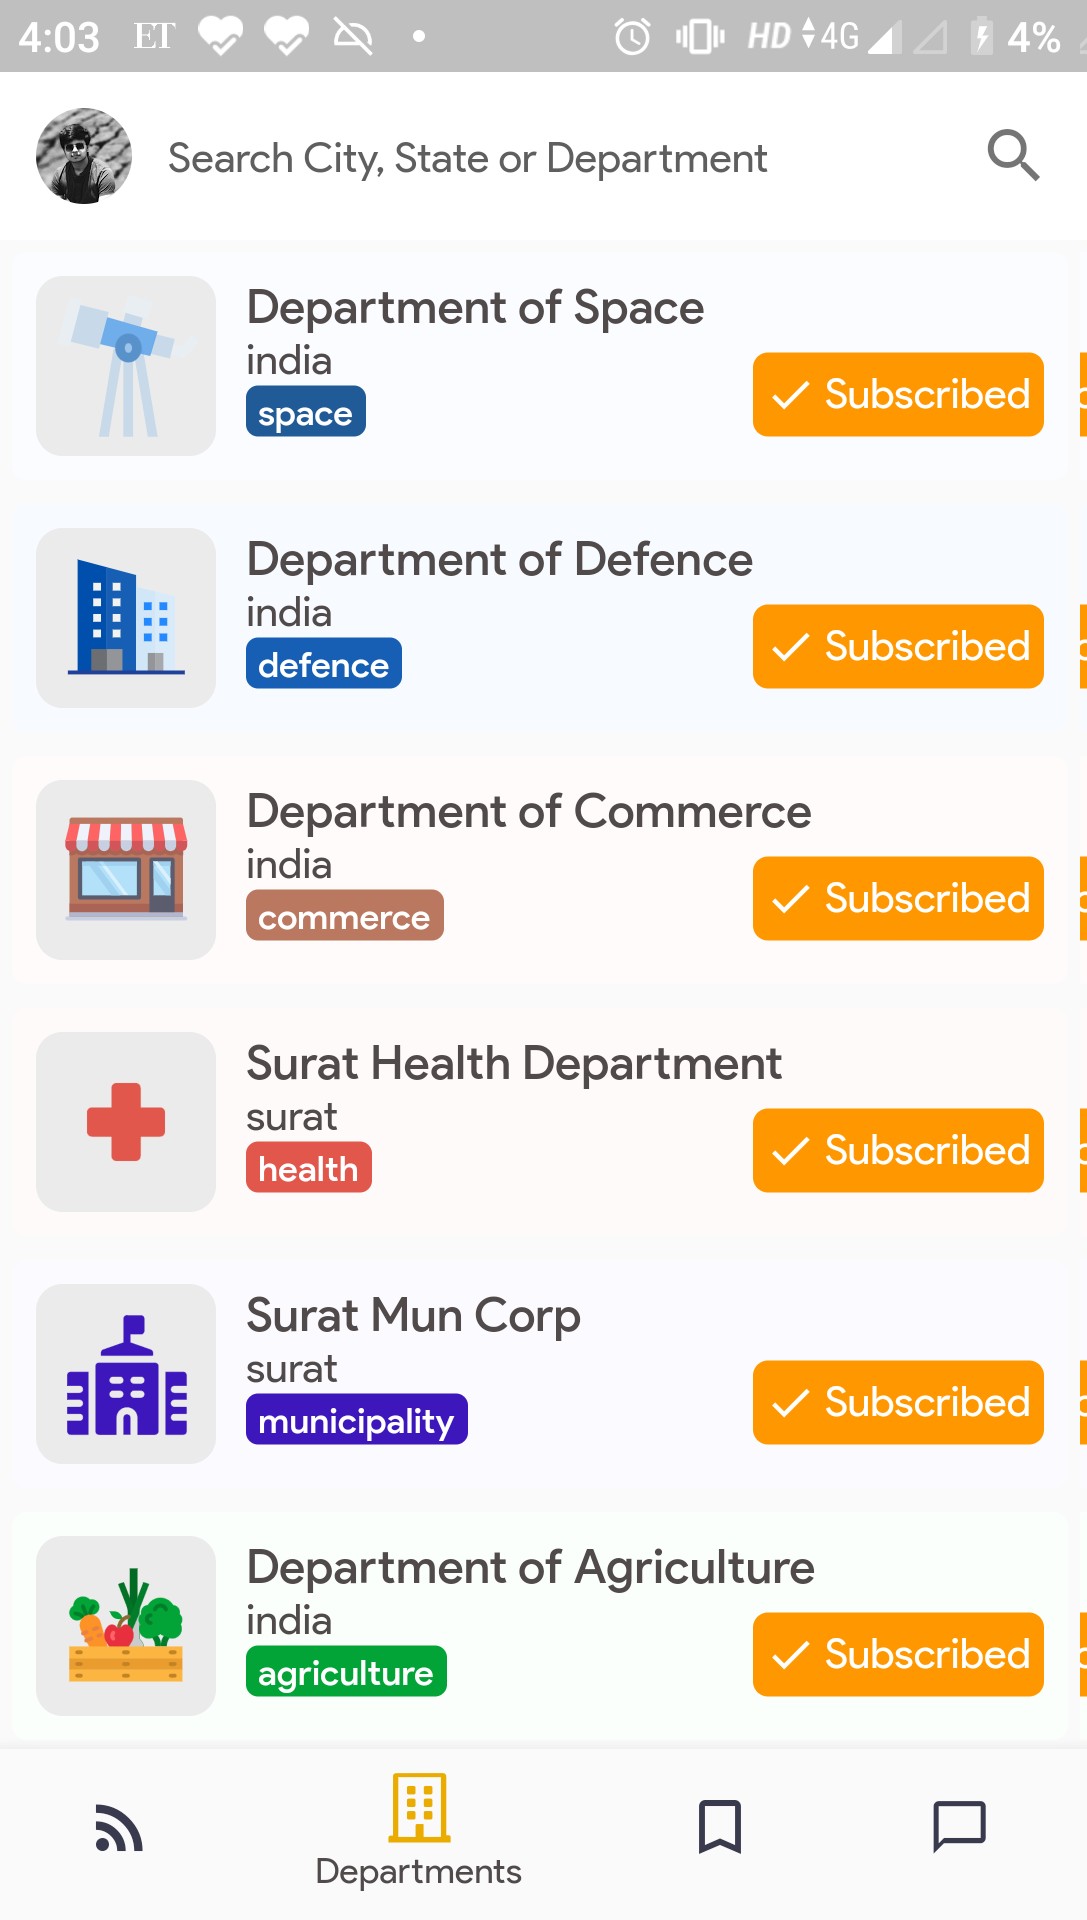 4:03 ET HD 4G 4%
Search City, State or Department
Department of Space
india
space
Subscribed
Department of Defence
india
defence
Subscribed
Department of Commerce
india
commerce
Subscribed
Surat Health Department
surat
health
Subscribed
Surat Mun Corp
surat
municipality
Subscribed
Department of Agriculture
india
agriculture
Subscribed
Departments